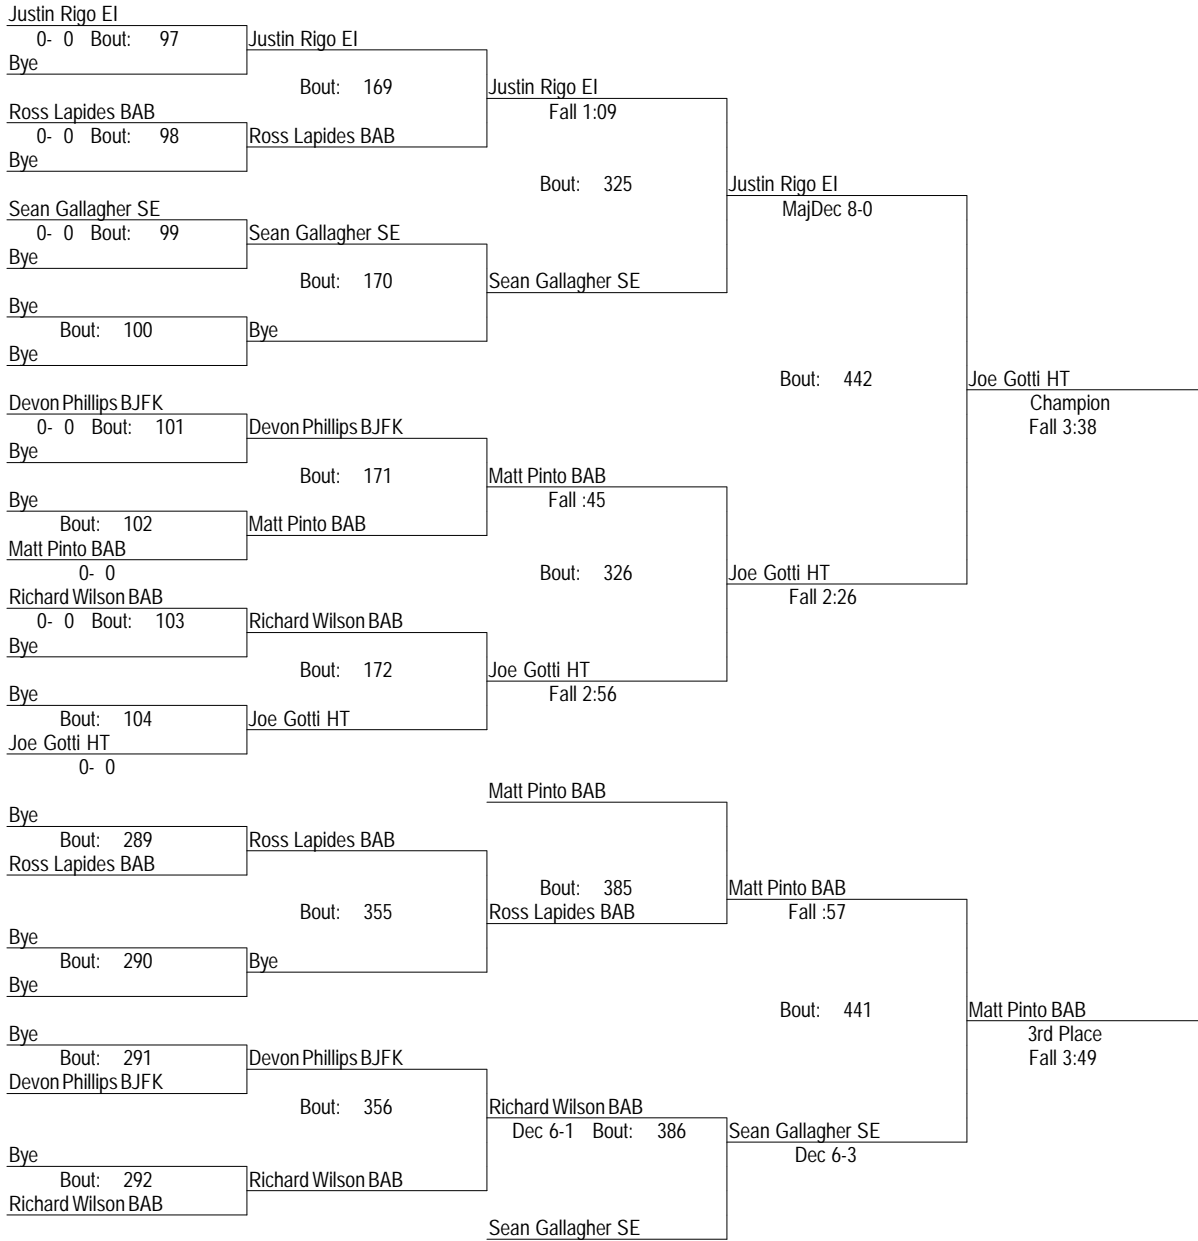 Justin Rigo EI
0- 0 Bout: 97 Justin Rigo EI
Bye
Bout: 169 Justin Rigo EI
Ross Lapides BAB Fall 1:09
0- 0 Bout: 98 Ross Lapides BAB
Bye
Bout: 325 Justin Rigo EI
Sean Gallagher SE MajDec 8-0
0- 0 Bout: 99 Sean Gallagher SE
Bye
Bout: 170 Sean Gallagher SE
Bye
Bout: 100 Bye
Bye
Bout: 442 Joe Gotti HT
Devon Phillips BJFK Champion
0- 0 Bout: 101 Devon Phillips BJFK Fall 3:38
Bye
Bout: 171 Matt Pinto BAB
Bye Fall :45
Bout: 102 Matt Pinto BAB
Matt Pinto BAB
0- 0 Bout: 326 Joe Gotti HT
Richard Wilson BAB Fall 2:26
0- 0 Bout: 103 Richard Wilson BAB
Bye
Bout: 172 Joe Gotti HT
Bye Fall 2:56
Bout: 104 Joe Gotti HT
Joe Gotti HT
0- 0
Matt Pinto BAB
Bye
Bout: 289 Ross Lapides BAB
Ross Lapides BAB
Bout: 385 Matt Pinto BAB
Bout: 355 Ross Lapides BAB Fall :57
Bye
Bout: 290 Bye
Bye
Bout: 441 Matt Pinto BAB
Bye 3rd Place
Bout: 291 Devon Phillips BJFK Fall 3:49
Devon Phillips BJFK
Bout: 356 Richard Wilson BAB
Dec 6-1 Bout: 386 Sean Gallagher SE
Bye Dec 6-3
Bout: 292 Richard Wilson BAB
Richard Wilson BAB
Sean Gallagher SE